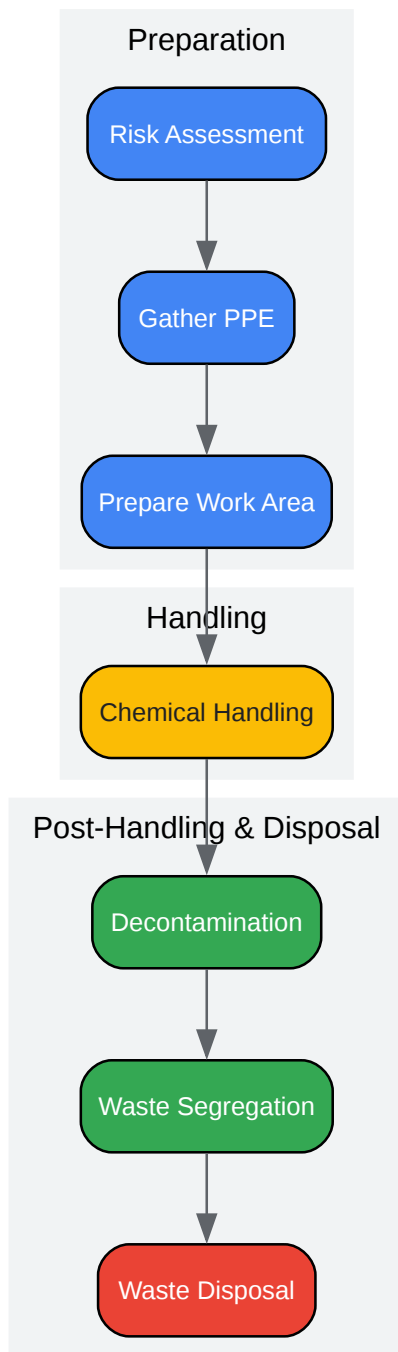 Preparation
Risk Assessment
Gather PPE
Prepare Work Area
Handling
Chemical Handling
Post-Handling & Disposal
Decontamination
Waste Segregation
Waste Disposal